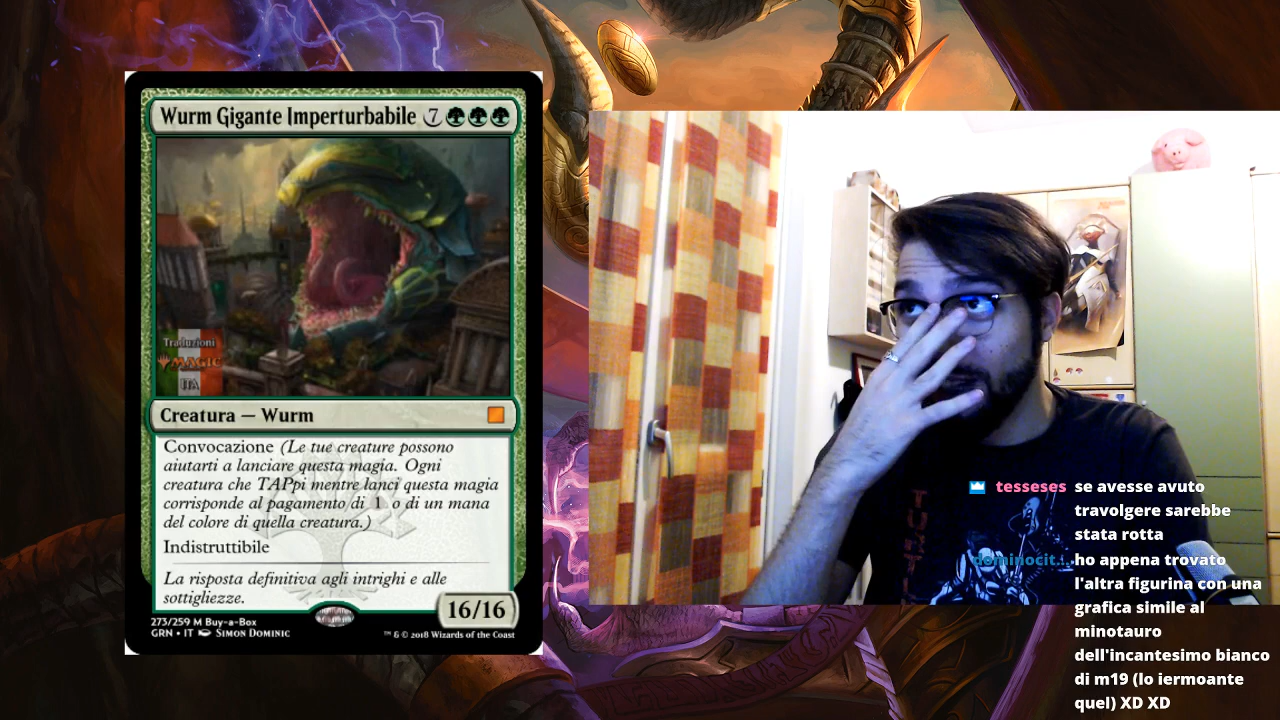 Wurm Gigante Imperturbabile 7
Traduzioni
MAGIC
ITA
Creatura — Wurm
Convocazione (Le tue creature possono
aiutarti a lanciare questa magia. Ogni
creatura che TAPpi mentre lanci questa magia
corrisponde al pagamento di o di un mana
del colore di quella creatura.)
Indistruttibile
La risposta definitiva agli intrighi e alle
sottigliezze.
16/16
273/259 M Buy-a-Box
GRN • IT SIMON DOMINIC
™ & © 2018 Wizards of the Coast
tesseses se avesse avuto
travolgere sarebbe
stata rotta
ho appena trovato
l'altra figurina con una
grafica simile al
minotauro
dell'incantesimo bianco
di m19 (lo iermoante
quel) XD XD